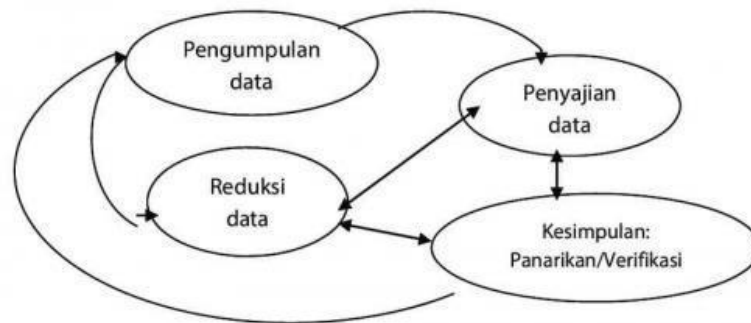 Pengumpulan
data
Penyajian
data
Reduksi
data
Kesimpulan:
Panarikan/Verifikasi